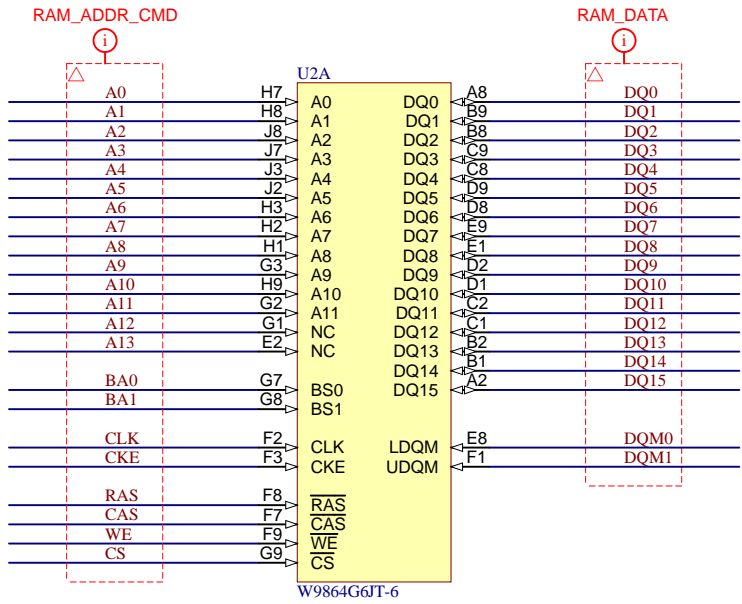 RAM_ADDR_CMD RAM_DATA
i i
U2A
A0 H7 A0 DQ0 A8 DQ0
A1 H8 A1 DQ1 B9 DQ1
A2 J8 A2 DQ2 B8 DQ2
A3 J7 A3 DQ3 C9 DQ3
A4 J3 A4 DQ4 C8 DQ4
A5 J2 A5 DQ5 D9 DQ5
A6 H3 A6 DQ6 D8 DQ6
A7 H2 A7 DQ7 E9 DQ7
A8 H1 A8 DQ8 E1 DQ8
A9 G3 A9 DQ9 D2 DQ9
A10 H9 A10 DQ10 D1 DQ10
A11 G2 A11 DQ11 C2 DQ11
A12 G1 NC DQ12 C1 DQ12
A13 E2 NC DQ13 B2 DQ13
DQ14 B1 DQ14
BA0 G7 BS0 DQ15 A2 DQ15
BA1 G8 BS1
CLK F2 CLK LDQM E8 DQM0
CKE F3 CKE UDQM F1 DQM1
RAS F8 RAS
CAS F7 CAS
WE F9 WE
CS G9 CS
W9864G6JT-6